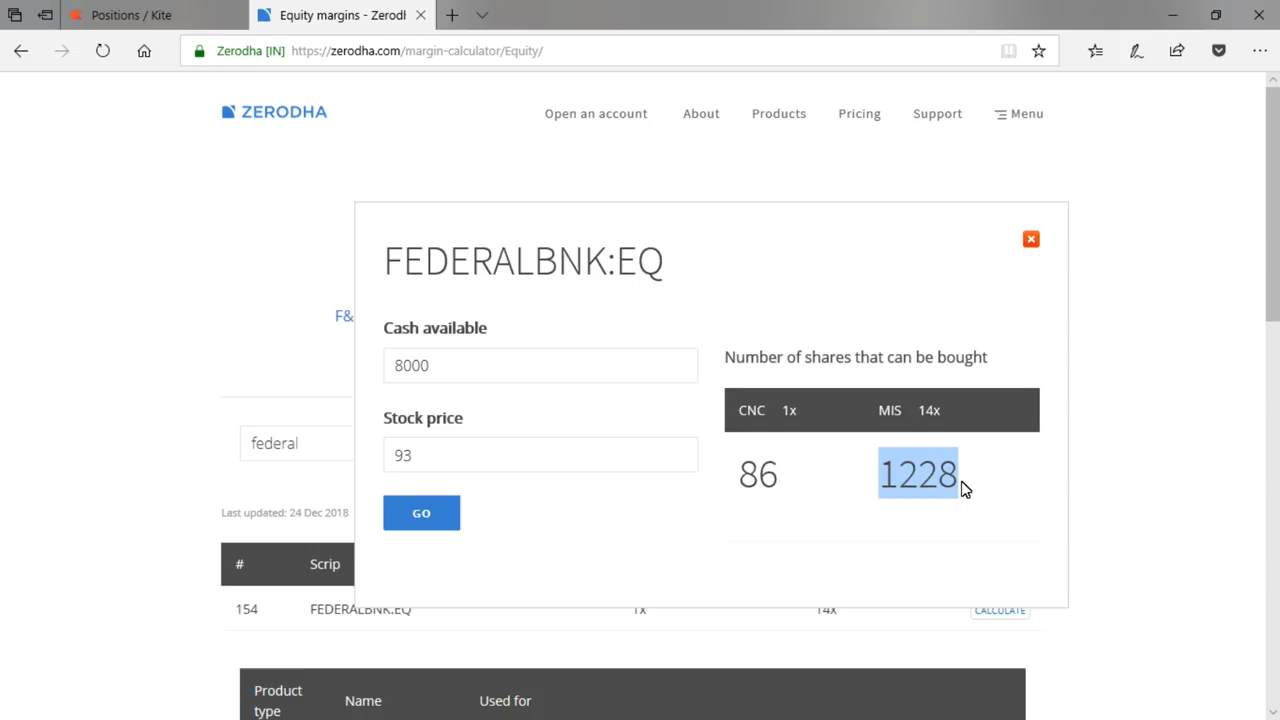 Positions / Kite
Equity margins - Zerodh
Zerodha [IN] https://zerodha.com/margin-calculator/Equity/
ZERODHA
Open an account About Products Pricing Support Menu
FEDERALBNK:EQ
F&
Cash available
8000
Number of shares that can be bought
CNC 1x MIS 14x
Stock price
93
86 1228
federal
GO
Last updated: 24 Dec 2018
# Scrip
154 FEDERALBNK:EQ 1x 14x CALCULATE
Product type Name Used for